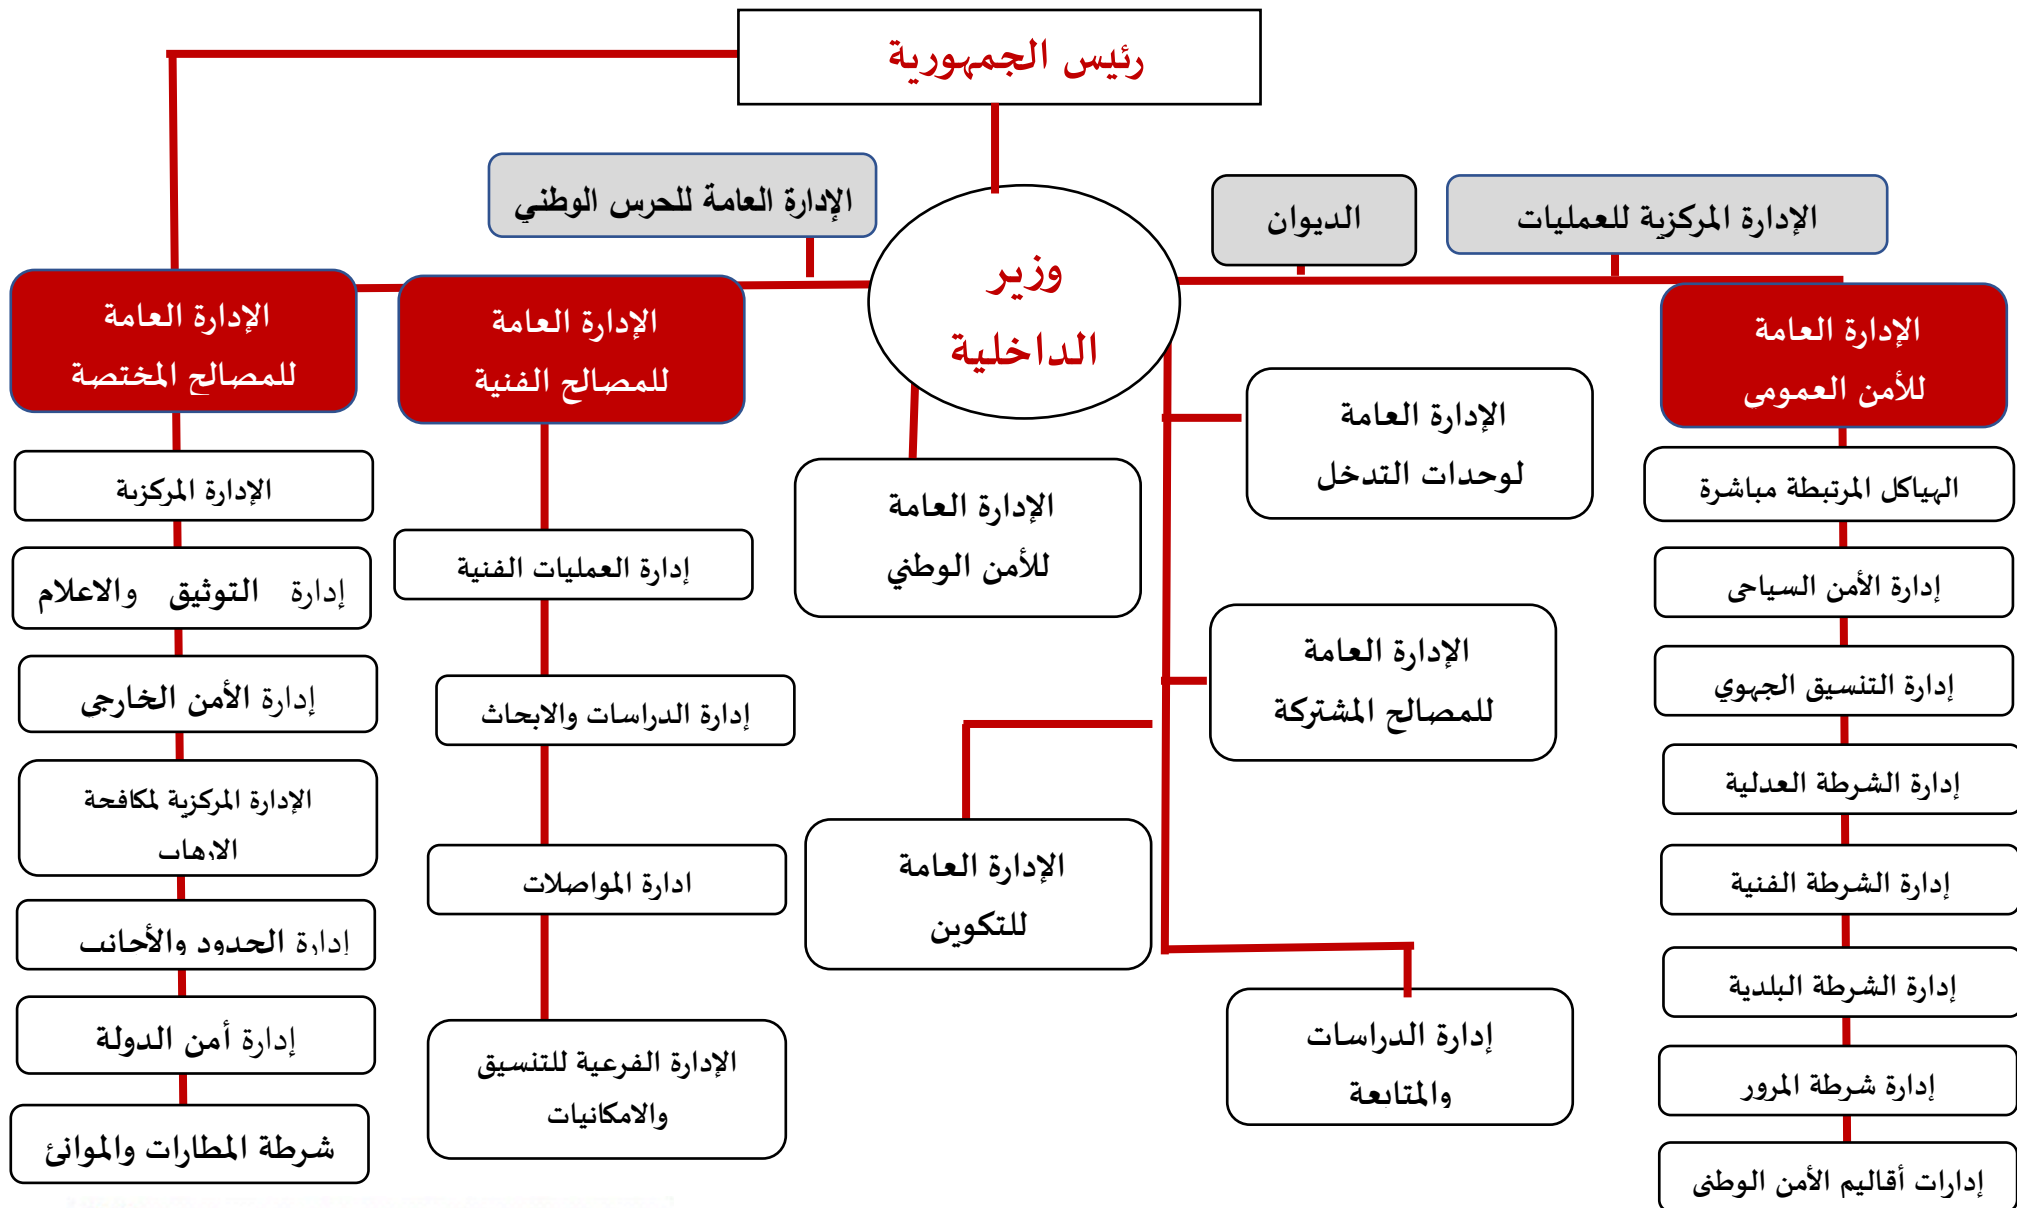 رئيس الجمهورية
الإدارة المركزية للعمليات
الديوان
الإدارة العامة للحرس الوطني
وزير
الداخلية
الإدارة العامة
للأمن العمومي
الهياكل المرتبطة مباشرة
إدارة الأمن السياحي
إدارة التنسيق الجهوي
إدارة الشرطة العدلية
إدارة الشرطة الفنية
إدارة الشرطة البلدية
إدارة شرطة المرور
إدارات أقاليم الأمن الوطني
الإدارة العامة
لوحدات التدخل
الإدارة العامة
للمصالح المشتركة
إدارة الدراسات
والمتابعة
الإدارة العامة
للأمن الوطني
الإدارة العامة
للتكوين
الإدارة العامة
للمصالح الفنية
إدارة العمليات الفنية
إدارة الدراسات والابحاث
ادارة المواصلات
الإدارة الفرعية للتنسيق
والامكانيات
الإدارة العامة
للمصالح المختصة
الإدارة المركزية
إدارة التوثيق والاعلام
إدارة الأمن الخارجي
الإدارة المركزية لمكافحة
الارهاب
إدارة الحدود والأجانب
إدارة أمن الدولة
شرطة المطارات والموانئ